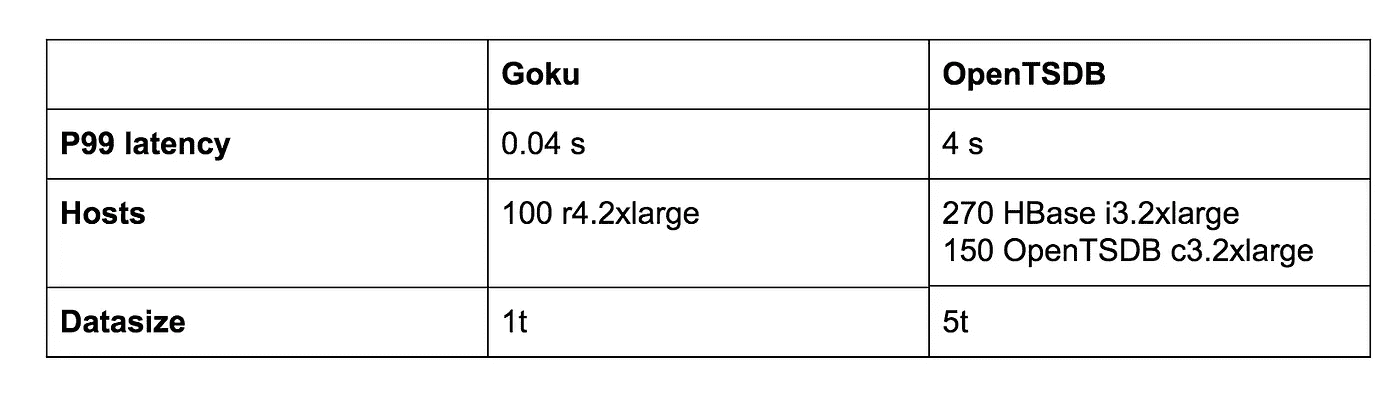 Goku
OpenTSDB
P99 latency
0.04 s
4 s
Hosts
100 r4.2xlarge
270 HBase i3.2xlarge
150 OpenTSDB c3.2xlarge
Datasize
1t
5t